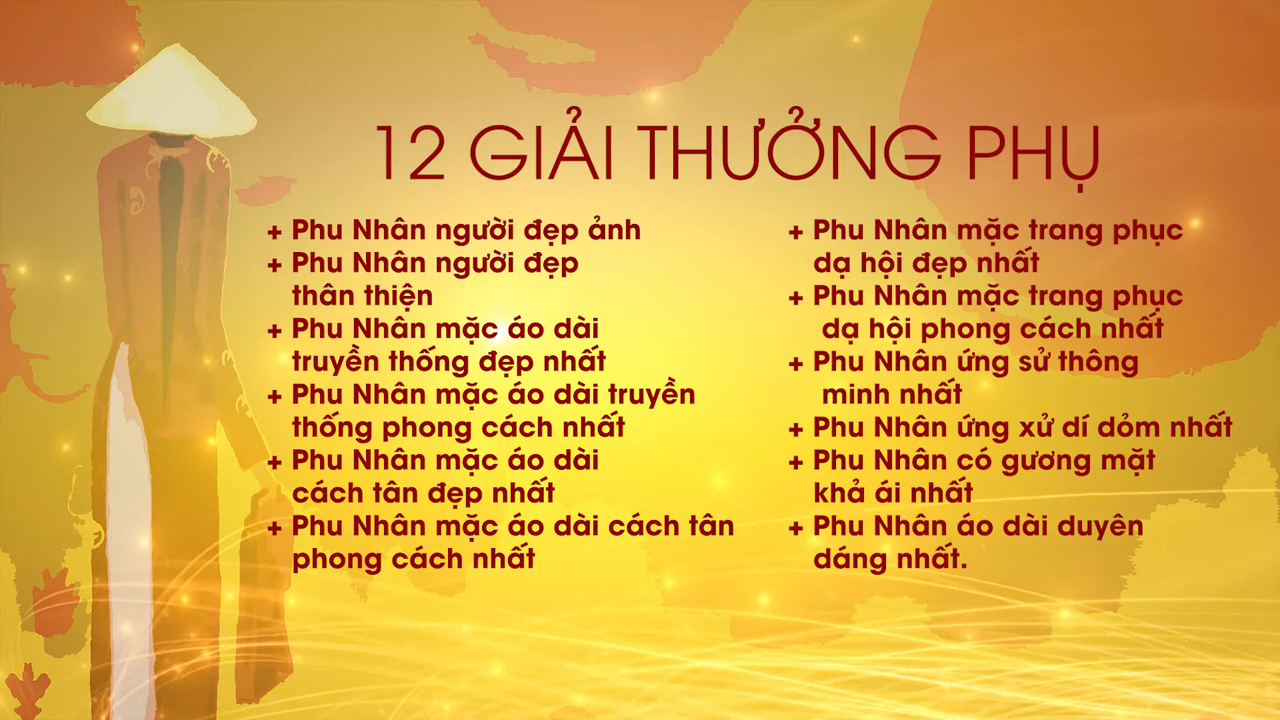 12 GIẢI THƯỞNG PHỤ
+ Phu Nhân người đẹp ảnh
+ Phu Nhân người đẹp
thân thiện
+ Phu Nhân mặc áo dài
truyền thống đẹp nhất
+ Phu Nhân mặc áo dài truyền
thống phong cách nhất
+ Phu Nhân mặc áo dài
cách tân đẹp nhất
+ Phu Nhân mặc áo dài cách tân
phong cách nhất
+ Phu Nhân mặc trang phục
dạ hội đẹp nhất
+ Phu Nhân mặc trang phục
dạ hội phong cách nhất
+ Phu Nhân ứng sử thông
minh nhất
+ Phu Nhân ứng xử dí dỏm nhất
+ Phu Nhân có gương mặt
khả ái nhất
+ Phu Nhân áo dài duyên
dáng nhất.